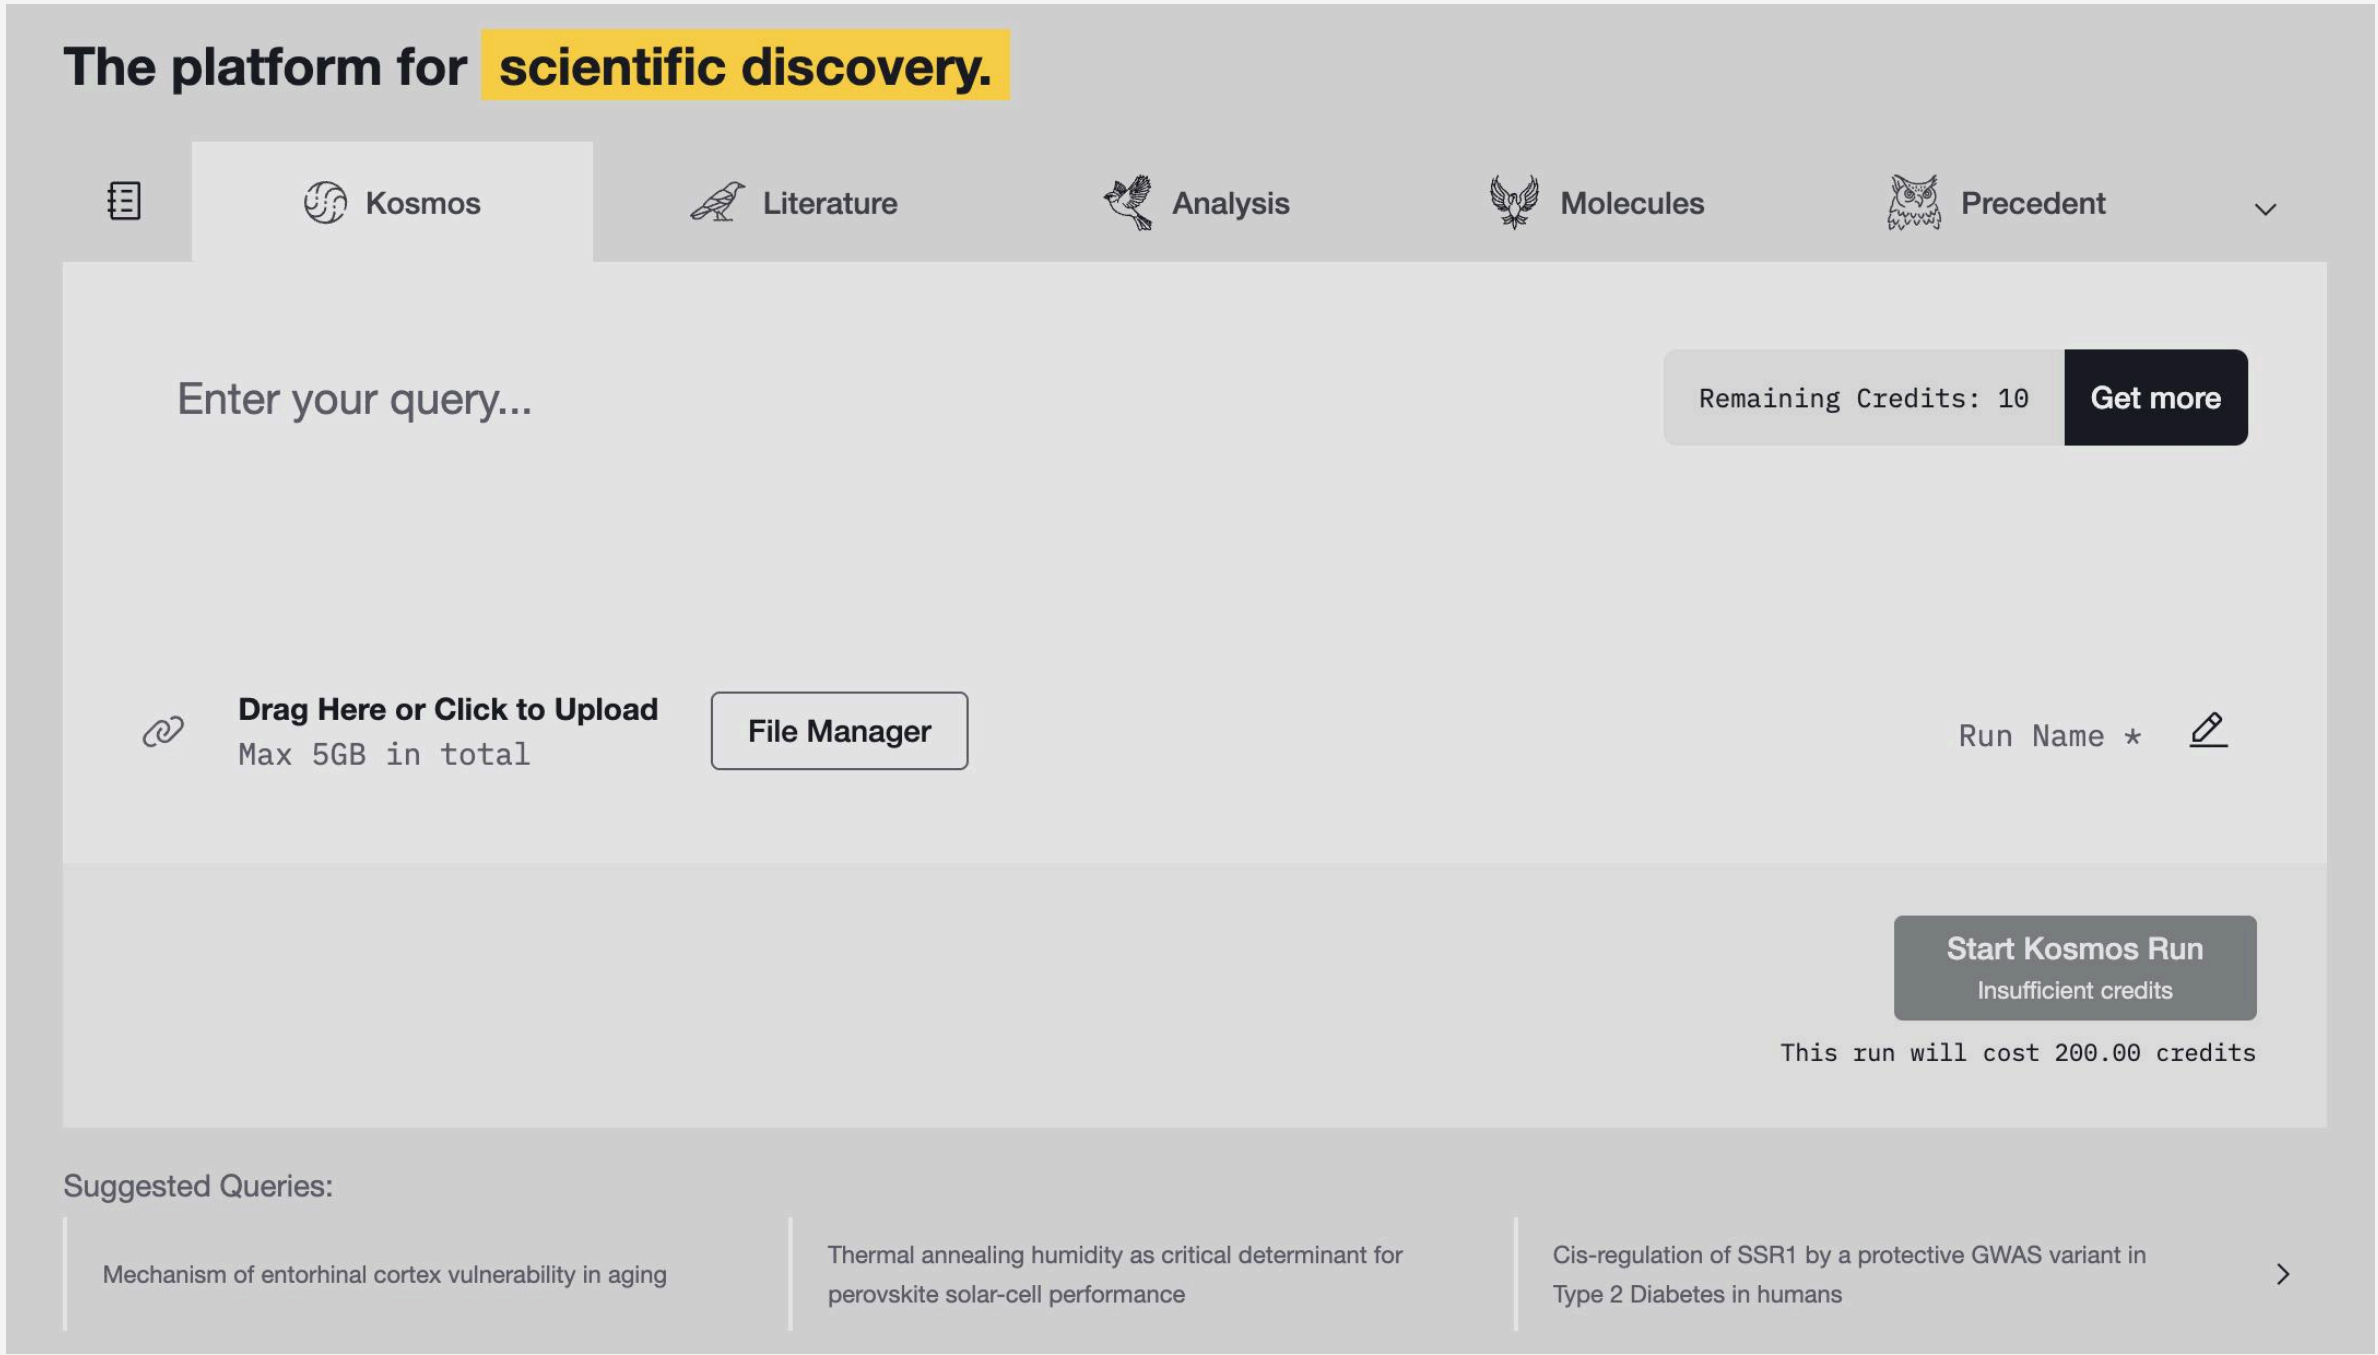 The platform for scientific discovery.
Kosmos
Literature
Analysis
Molecules
Precedent
Enter your query...
Remaining Credits: 10
Get more
Drag Here or Click to Upload
Max 5GB in total
File Manager
Run Name *
Start Kosmos Run
Insufficient credits
This run will cost 200.00 credits
Suggested Queries:
Mechanism of entorhinal cortex vulnerability in aging
Thermal annealing humidity as critical determinant for
perovskite solar-cell performance
Cis-regulation of SSR1 by a protective GWAS variant in
Type 2 Diabetes in humans